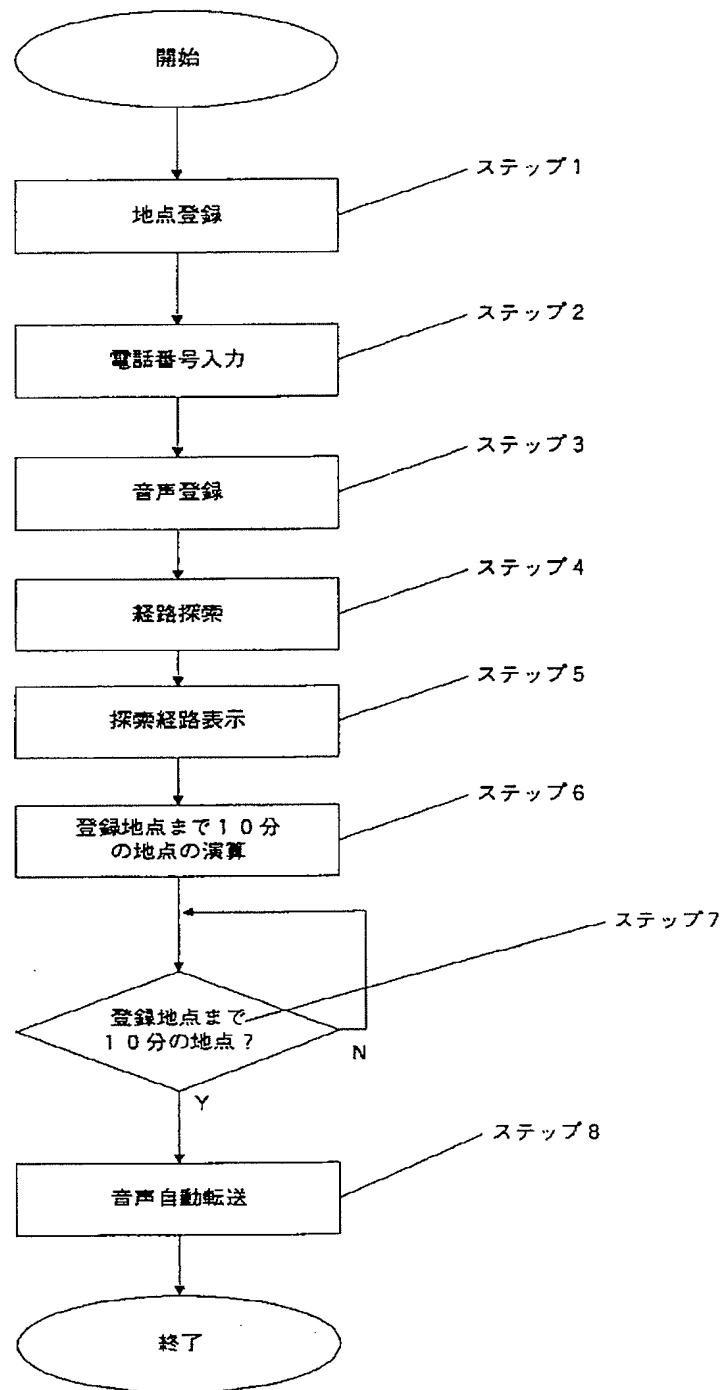 開始
ステップ1
地点登録
ステップ2
電話番号入力
ステップ3
音声登録
ステップ4
経路探索
ステップ5
探索経路表示
ステップ6
登録地点まで10分
の地点の演算
ステップ7
登録地点まで
10分の地点?
N
Y
ステップ8
音声自動転送
終了